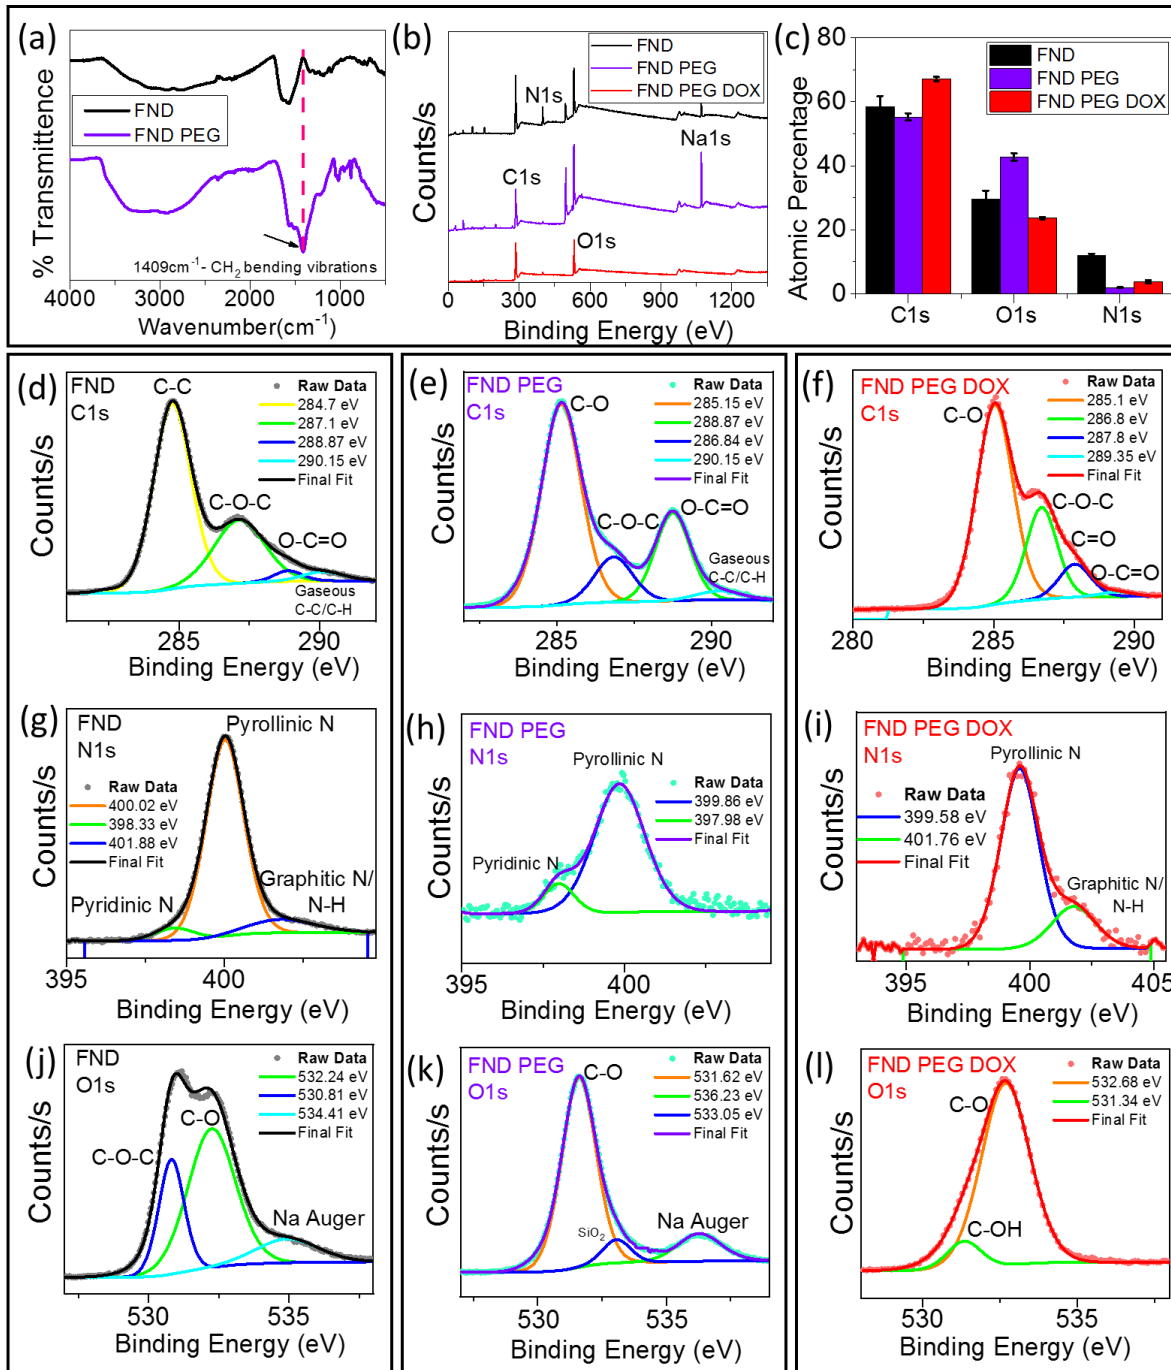 (a)
FND
FND PEG
% Transmittence
1409cm⁻¹- CH₂ bending vibrations
4000 3000 2000 1000
Wavenumber(cm⁻¹)
(b)
FND
FND PEG
FND PEG DOX
N1s
Na1s
C1s
O1s
Counts/s
0 300 600 900 1200
Binding Energy (eV)
(c)
FND
FND PEG
FND PEG DOX
Atomic Percentage
80
60
40
20
0
C1s O1s N1s
(d)
FND
C1s
C-C
Raw Data
284.7 eV
287.1 eV
288.87 eV
290.15 eV
Final Fit
C-O-C
O-C=O
Gaseous
C-C/C-H
Counts/s
285 290
Binding Energy (eV)
(e)
FND PEG
C1s
C-O
Raw Data
285.15 eV
288.87 eV
286.84 eV
290.15 eV
Final Fit
C-O-C
O-C=O
Gaseous
C-C/C-H
Counts/s
285 290
Binding Energy (eV)
(f)
FND PEG DOX
C1s
C-O
Raw Data
285.1 eV
286.8 eV
287.8 eV
289.35 eV
Final Fit
C-O-C
C=O
O-C=O
Counts/s
280 285 290
Binding Energy (eV)
(g)
FND
N1s
Pyrollinic N
Raw Data
400.02 eV
398.33 eV
401.88 eV
Final Fit
Pyridinic N
Graphitic N/
N-H
Counts/s
395 400
Binding Energy (eV)
(h)
FND PEG
N1s
Pyrollinic N
Raw Data
399.86 eV
397.98 eV
Final Fit
Pyridinic N
Counts/s
395 400
Binding Energy (eV)
(i)
FND PEG DOX
N1s
Pyrollinic N
Raw Data
399.58 eV
401.76 eV
Final Fit
Graphitic N/
N-H
Counts/s
395 400 405
Binding Energy (eV)
(j)
FND
O1s
Raw Data
532.24 eV
530.81 eV
534.41 eV
Final Fit
C-O
C-O-C
Na Auger
Counts/s
530 535
Binding Energy (eV)
(k)
FND PEG
O1s
C-O
Raw Data
531.62 eV
536.23 eV
533.05 eV
Final Fit
SiO₂
Na Auger
Counts/s
530 535
Binding Energy (eV)
(l)
FND PEG DOX
O1s
C-O
Raw Data
532.68 eV
531.34 eV
Final Fit
C-OH
Counts/s
530 535
Binding Energy (eV)